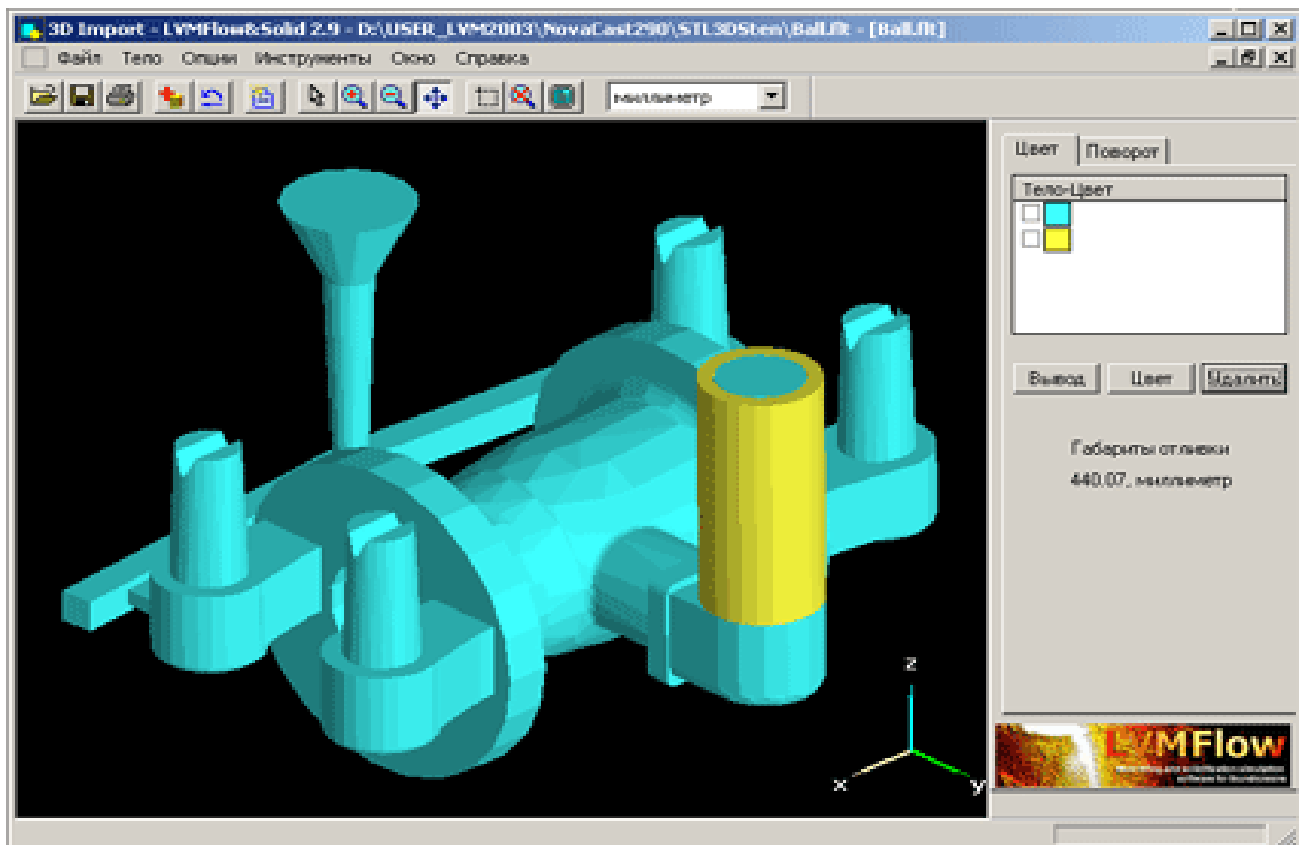 3D Import - LVMFlow&Solid 2.9 - D:\USER_LVM2003\NovaCast290\STL3DSten\Ball.flt - [Ball.flt]
Файл Тело Опции Инструменты Окно Справка
миллиметр
Цвет Поворот
Тело-Цвет
Вывод Цвет Удалить
Габариты отливки
440.07, миллиметр
z
x
y
LVMFlow